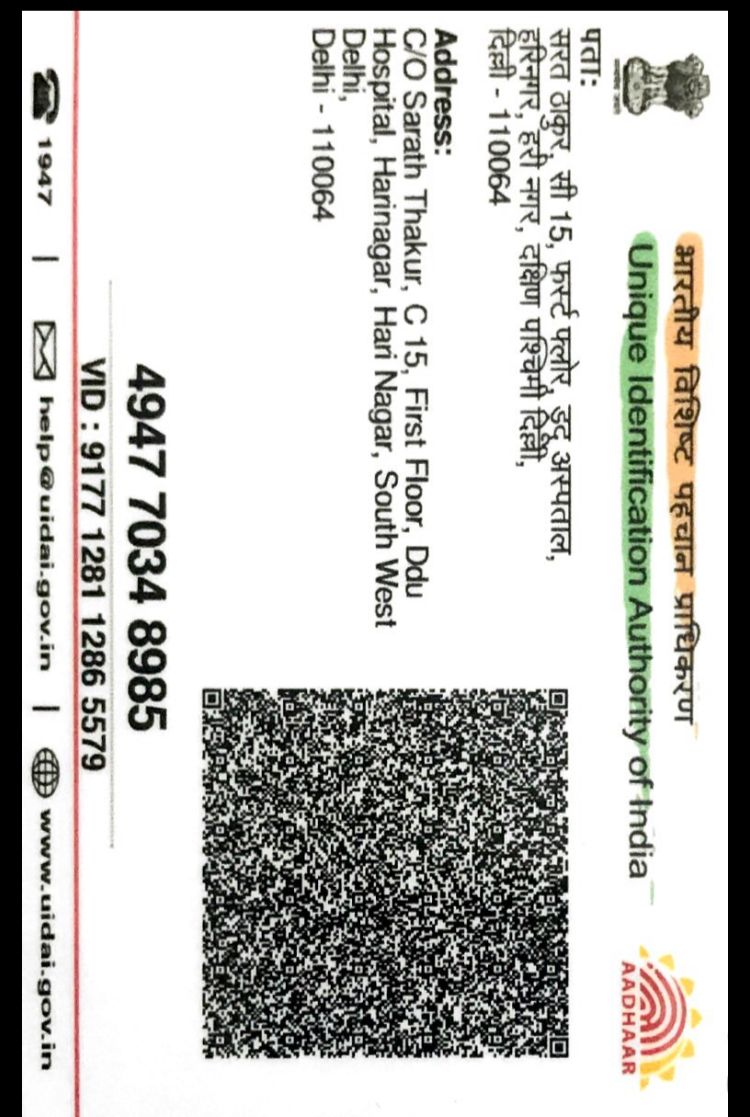 भारतीय विशिष्ट पहचान प्राधिकरण
Unique Identification Authority of India
AADHAAR
पता:
सरत ठाकुर, सी 15, फर्स्ट फ्लोर, डूदू अस्पताल,
हरिनगर, हरी नगर, दक्षिण पश्चिमी दिल्ली,
दिल्ली - 110064
Address:
C/O Sarath Thakur, C 15, First Floor, Ddu
Hospital, Harinagar, Hari Nagar, South West
Delhi,
Delhi - 110064
4947 7034 8985
VID : 9177 1281 1286 5579
1947 | help@uidai.gov.in | www.uidai.gov.in